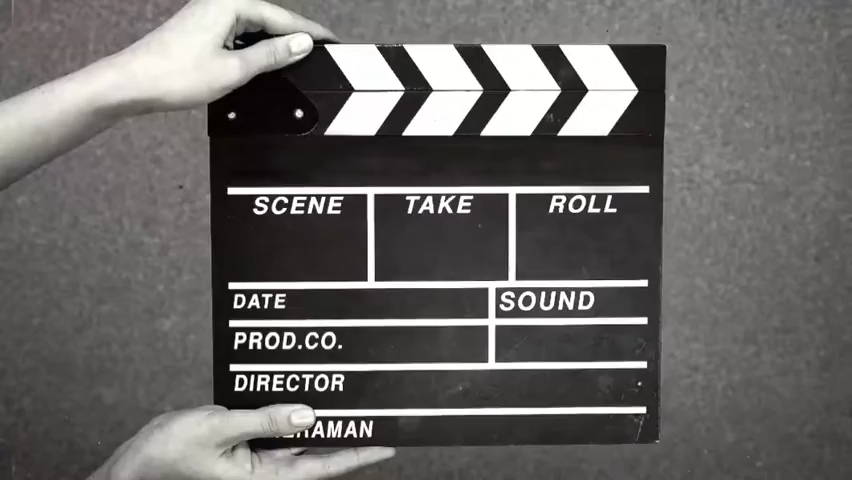 SCENE TAKE ROLL
DATE SOUND
PROD.CO.
DIRECTOR